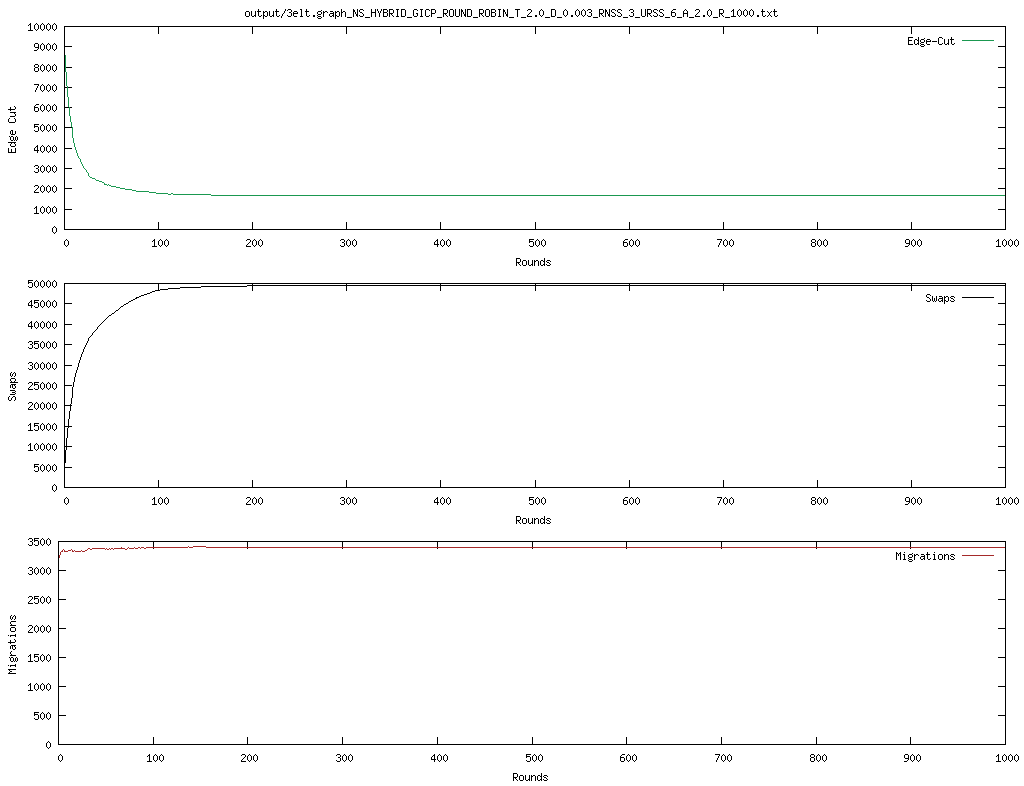 output/3elt.graph_NS_HYBRID_GICP_ROUND_ROBIN_T_2.0_D_0.003_RNSS_3_URSS_6_A_2.0_R_1000.txt
10000
9000
8000
7000
6000
5000
4000
3000
2000
1000
0
Edge Cut
Edge-Cut
0 100 200 300 400 500 600 700 800 900 1000
Rounds
50000
45000
40000
35000
30000
25000
20000
15000
10000
5000
0
Swaps
Swaps
0 100 200 300 400 500 600 700 800 900 1000
Rounds
3500
3000
2500
2000
1500
1000
500
0
Migrations
Migrations
0 100 200 300 400 500 600 700 800 900 1000
Rounds